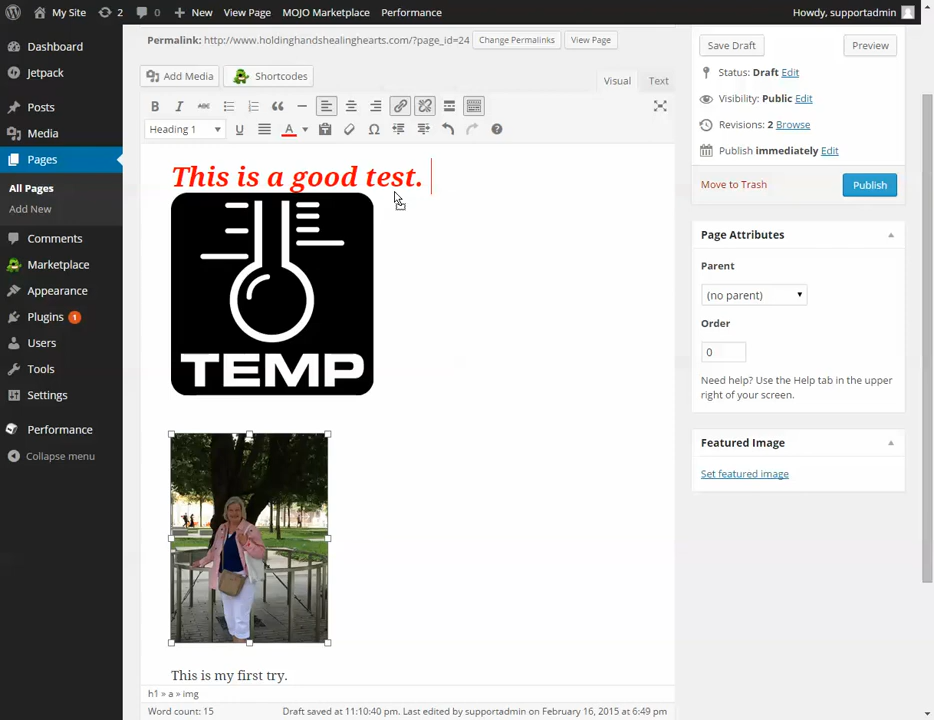 My Site 2 0 New View Page MOJO Marketplace Performance Howdy, supportadmin
Permalink: http://www.holdinghandshealinghearts.com/?page_id=24 Change Permalinks View Page
Save Draft Preview
Dashboard
Jetpack
Posts
Media
Pages
All Pages
Add New
Comments
Marketplace
Appearance
Plugins 1
Users
Tools
Settings
Performance
Collapse menu
Add Media Shortcodes
Visual Text
B I ABC
Heading 1 U A
This is a good test.
TEMP
This is my first try.
h1 » a » img
Word count: 15 Draft saved at 11:10:40 pm. Last edited by supportadmin on February 16, 2015 at 6:49 pm
Status: Draft Edit
Visibility: Public Edit
Revisions: 2 Browse
Publish immediately Edit
Move to Trash Publish
Page Attributes
Parent
(no parent)
Order
0
Need help? Use the Help tab in the upper
right of your screen.
Featured Image
Set featured image